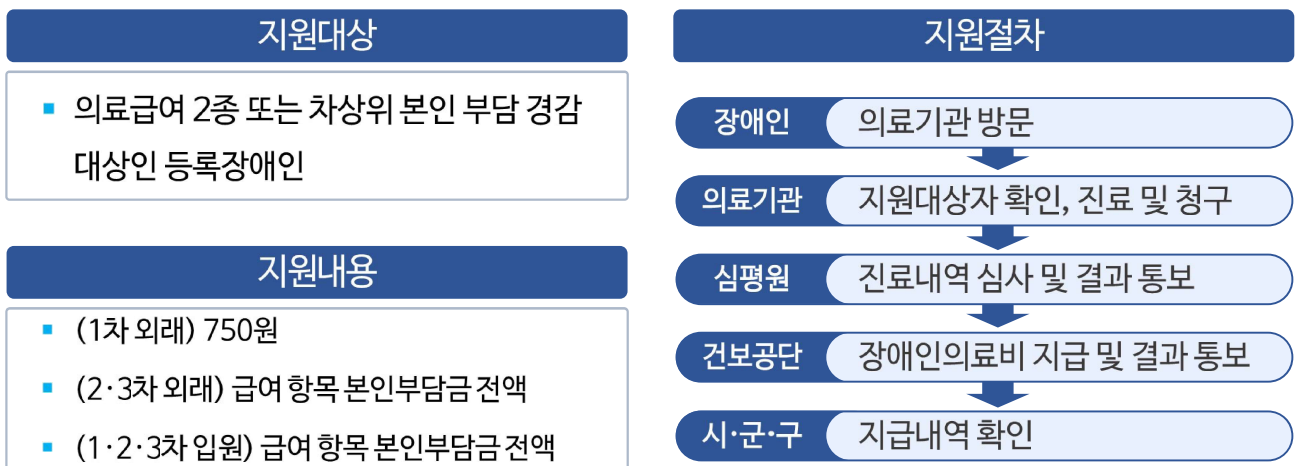 지원대상
▪ 의료급여 2종 또는 차상위 본인 부담 경감
대상인 등록장애인
지원내용
▪ (1차 외래) 750원
▪ (2·3차 외래) 급여 항목 본인부담금 전액
▪ (1·2·3차 입원) 급여 항목 본인부담금 전액
지원절차
장애인 의료기관 방문
의료기관 지원대상자 확인, 진료 및 청구
심평원 진료내역 심사 및 결과 통보
건보공단 장애인의료비 지급 및 결과 통보
시·군·구 지급내역 확인